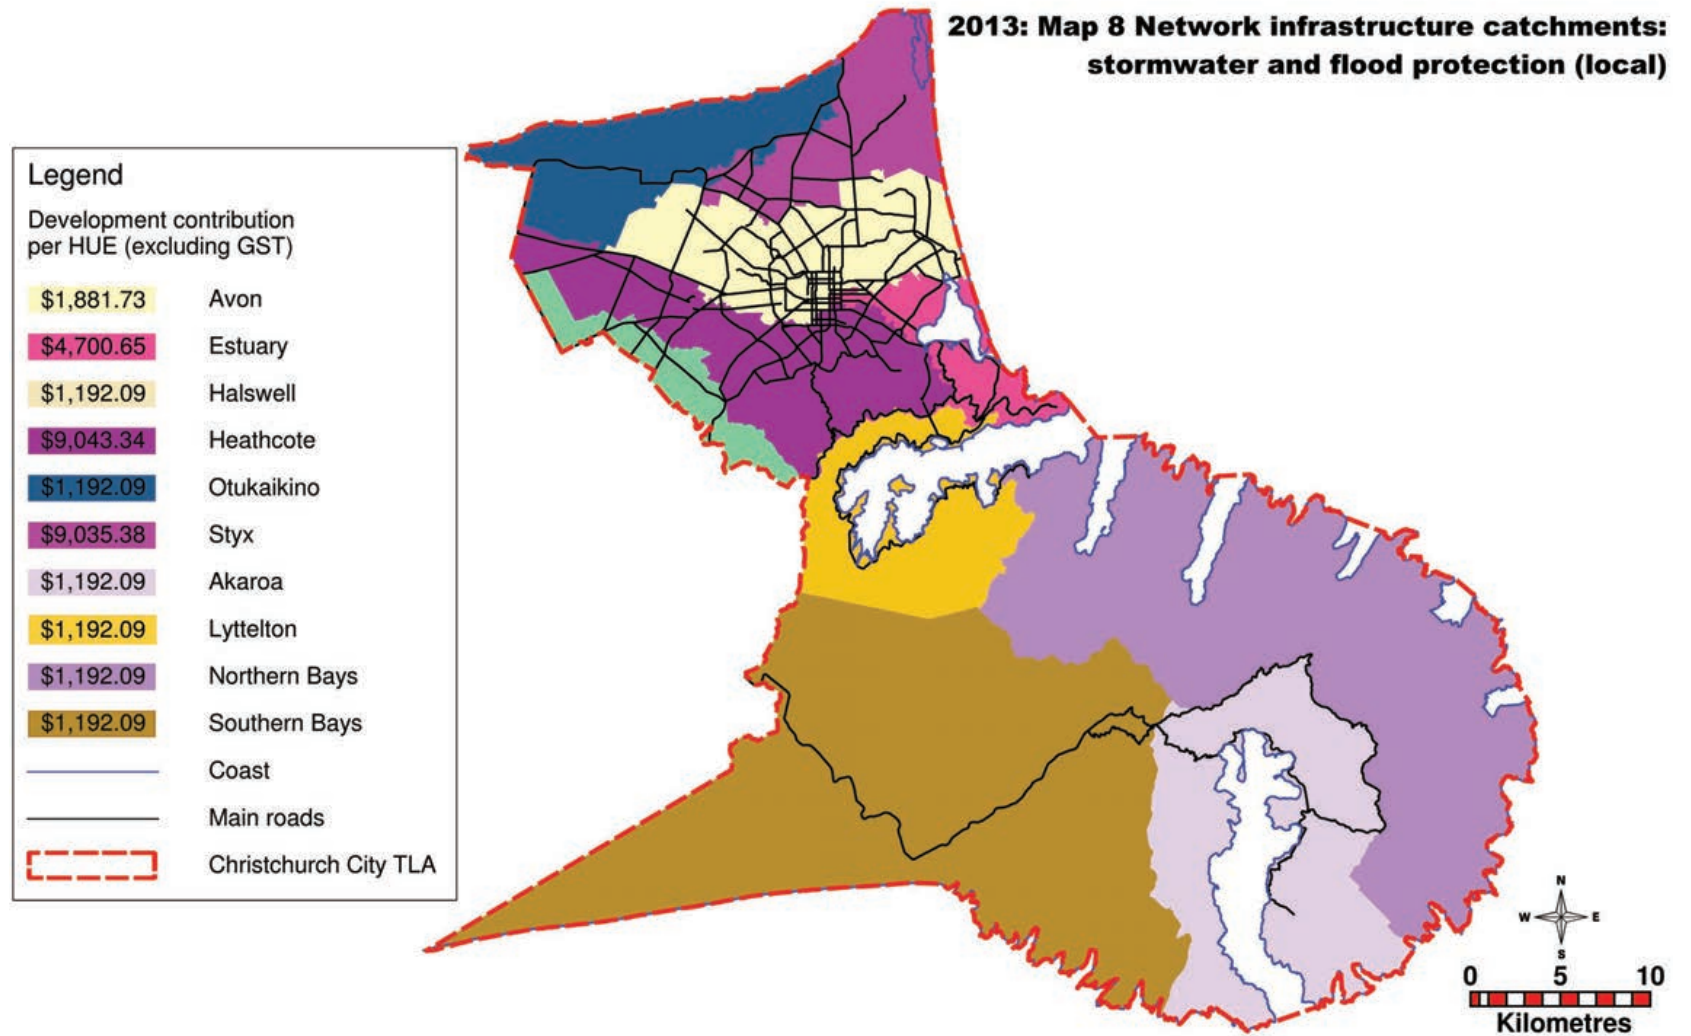 2013: Map 8 Network infrastructure catchments:
stormwater and flood protection (local)
Legend
Development contribution
per HUE (excluding GST)
$1,881.73 Avon
$4,700.65 Estuary
$1,192.09 Halswell
$9,043.34 Heathcote
$1,192.09 Otukaikino
$9,035.38 Styx
$1,192.09 Akaroa
$1,192.09 Lyttelton
$1,192.09 Northern Bays
$1,192.09 Southern Bays
Coast
Main roads
Christchurch City TLA
N
W E
S
0 5 10
Kilometres